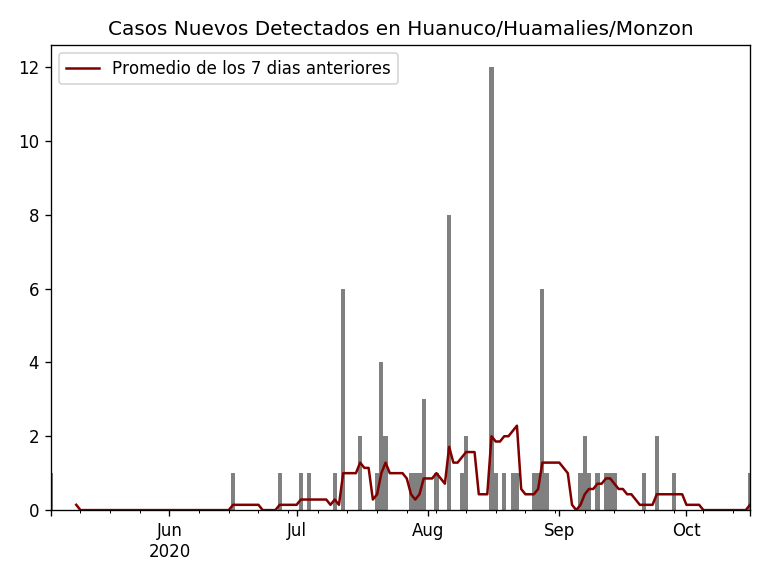 Casos Nuevos Detectados en Huanuco/Huamalies/Monzon
Promedio de los 7 dias anteriores
12
10
8
6
4
2
0
Jun Jul Aug Sep Oct
2020